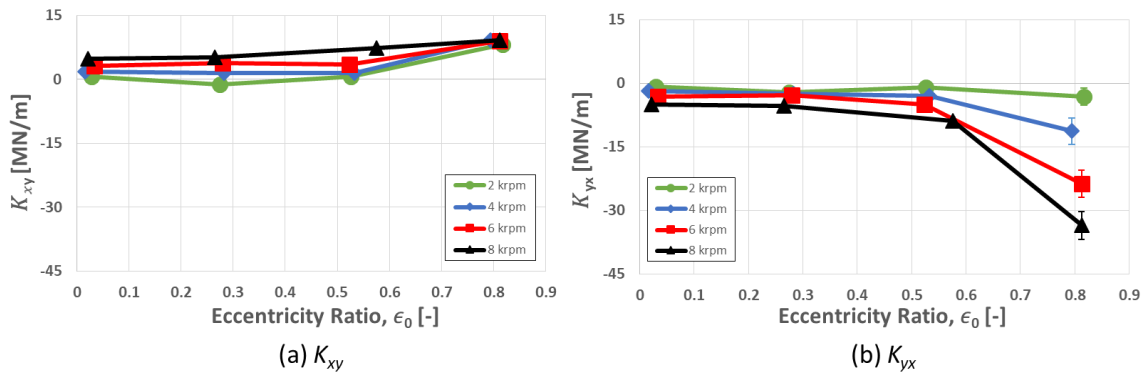 15
0
-15
-30
-45
K xy [MN/m]
2 krpm
4 krpm
6 krpm
8 krpm
0 0.1 0.2 0.3 0.4 0.5 0.6 0.7 0.8 0.9
Eccentricity Ratio, ϵ0 [-]
(a) Kxy
15
0
-15
-30
-45
K yx [MN/m]
2 krpm
4 krpm
6 krpm
8 krpm
0 0.1 0.2 0.3 0.4 0.5 0.6 0.7 0.8 0.9
Eccentricity Ratio, ϵ0 [-]
(b) Kyx